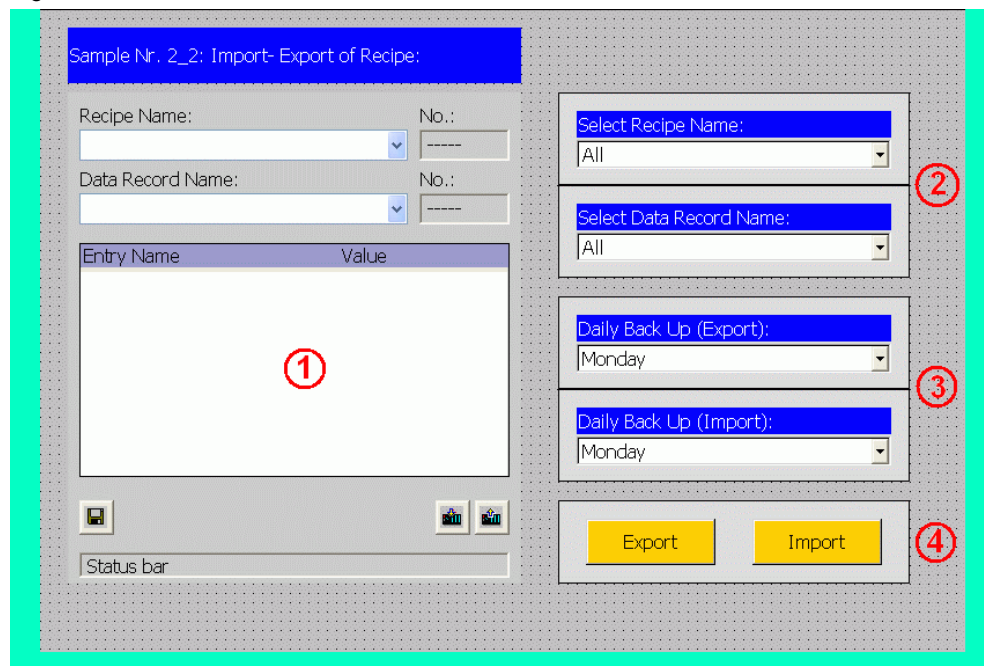 Sample Nr. 2_2: Import- Export of Recipe:
Recipe Name:
No.:
-----
Data Record Name:
No.:
-----
Entry Name
Value
1
Status bar
Select Recipe Name:
All
Select Data Record Name:
All
2
Daily Back Up (Export):
Monday
Daily Back Up (Import):
Monday
3
Export
Import
4